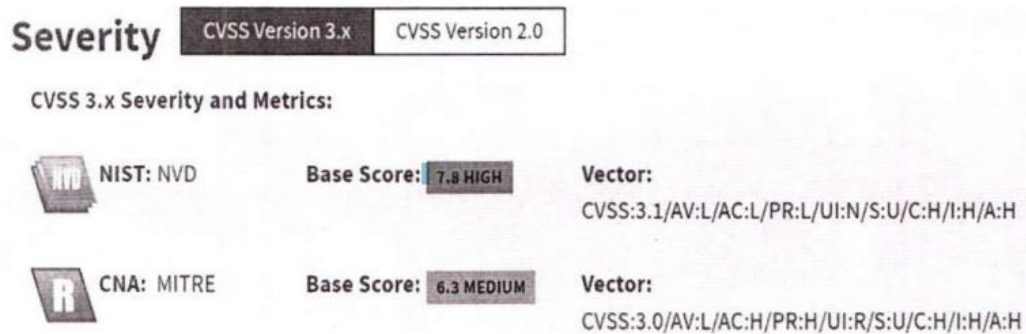 Severity CVSS Version 3.x CVSS Version 2.0
CVSS 3.x Severity and Metrics:
NVD NIST: NVD Base Score: 7.8 HIGH Vector:
CVSS:3.1/AV:L/AC:L/PR:L/UI:N/S:U/C:H/I:H/A:H
R CNA: MITRE Base Score: 6.3 MEDIUM Vector:
CVSS:3.0/AV:L/AC:H/PR:H/UI:R/S:U/C:H/I:H/A:H